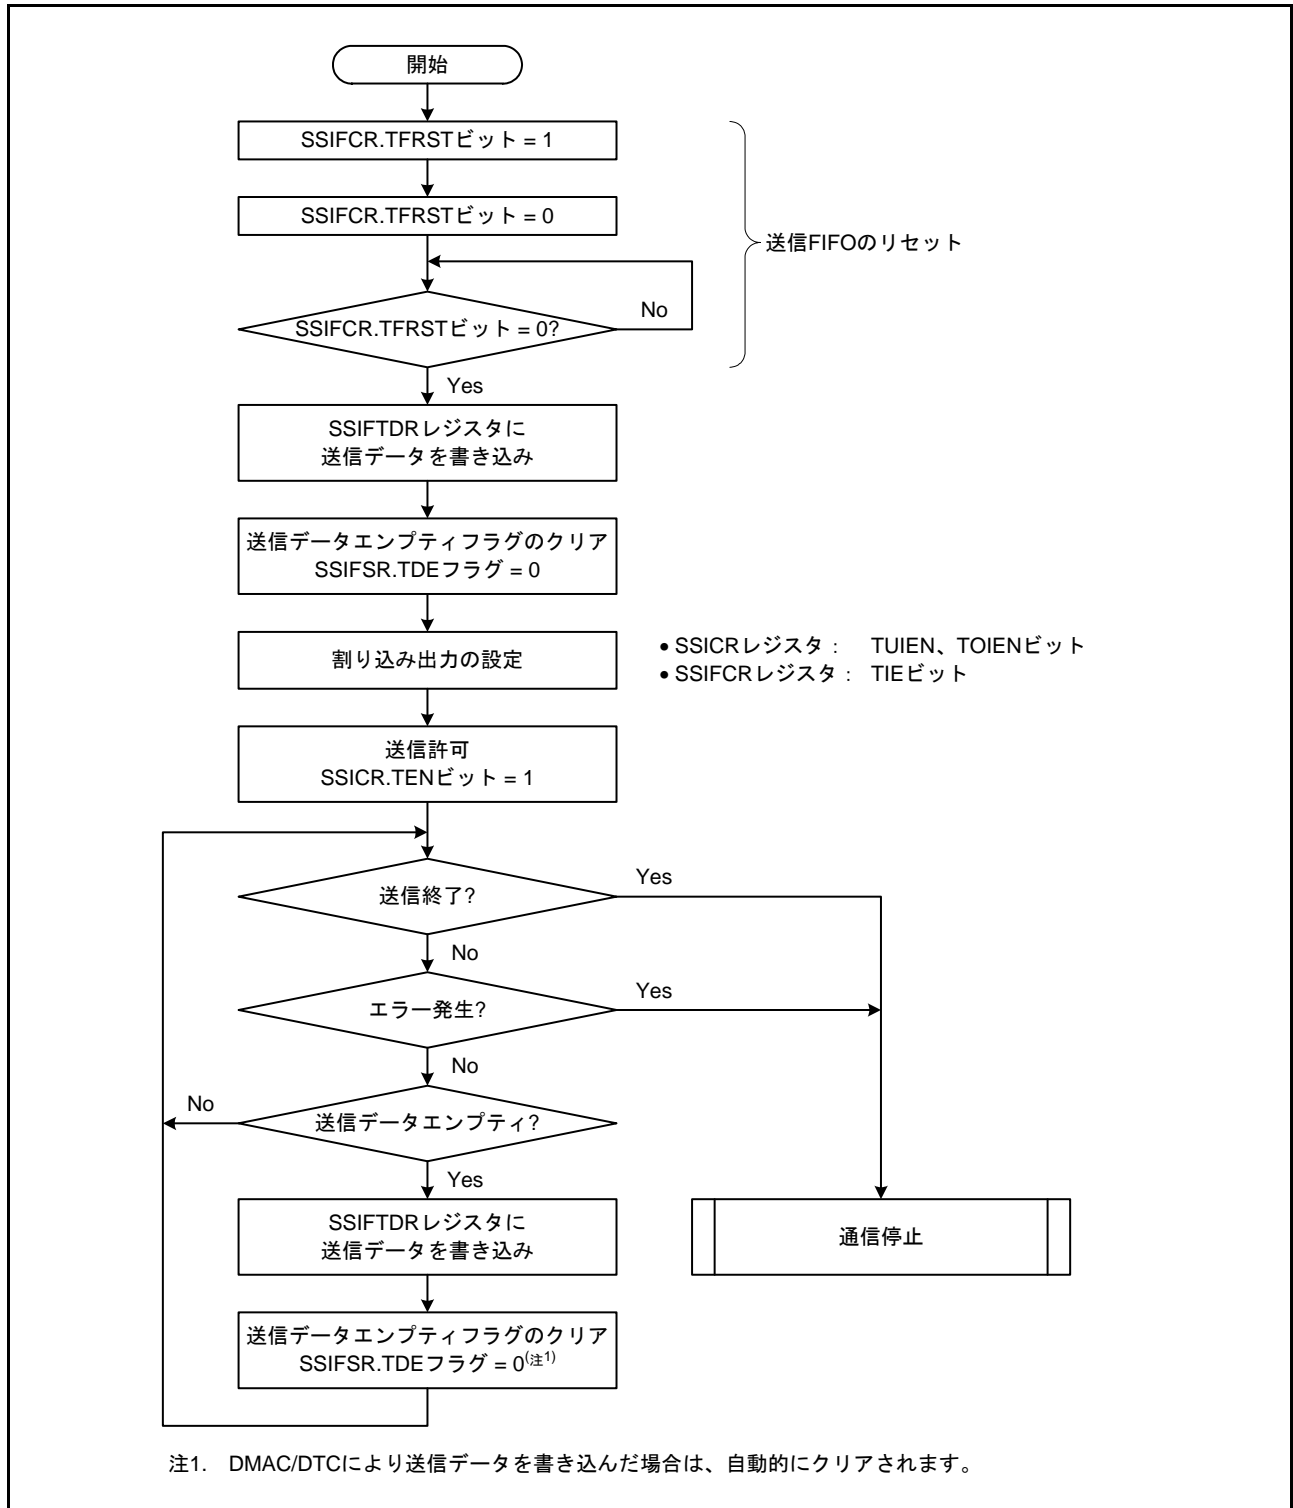 開始
SSIFCR.TFRSTビット = 1
SSIFCR.TFRSTビット = 0
送信FIFOのリセット
No
SSIFCR.TFRSTビット = 0?
Yes
SSIFTDRレジスタに
送信データを書き込み
送信データエンプティフラグのクリア
SSIFSR.TDEフラグ = 0
割り込み出力の設定
• SSICRレジスタ： TUIEN、TOIENビット
• SSIFCRレジスタ： TIEビット
送信許可
SSICR.TENビット = 1
送信終了?
Yes
No
エラー発生?
Yes
No
No
送信データエンプティ?
Yes
SSIFTDRレジスタに
送信データを書き込み
通信停止
送信データエンプティフラグのクリア
SSIFSR.TDEフラグ = 0(注1)
注1. DMAC/DTCにより送信データを書き込んだ場合は、自動的にクリアされます。